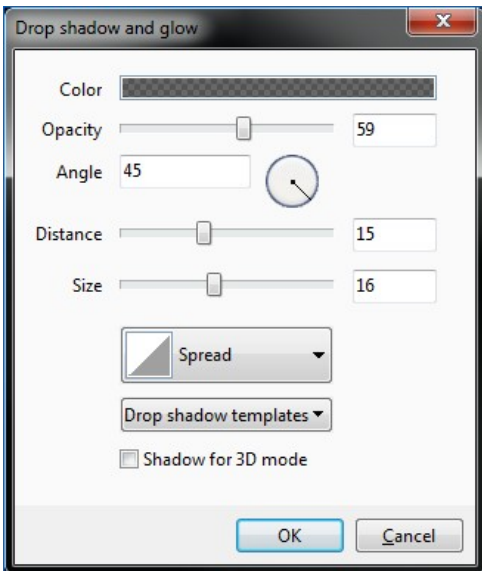 Drop shadow and glow
Color
Opacity 59
Angle 45
Distance 15
Size 16
Spread
Drop shadow templates
Shadow for 3D mode
OK Cancel